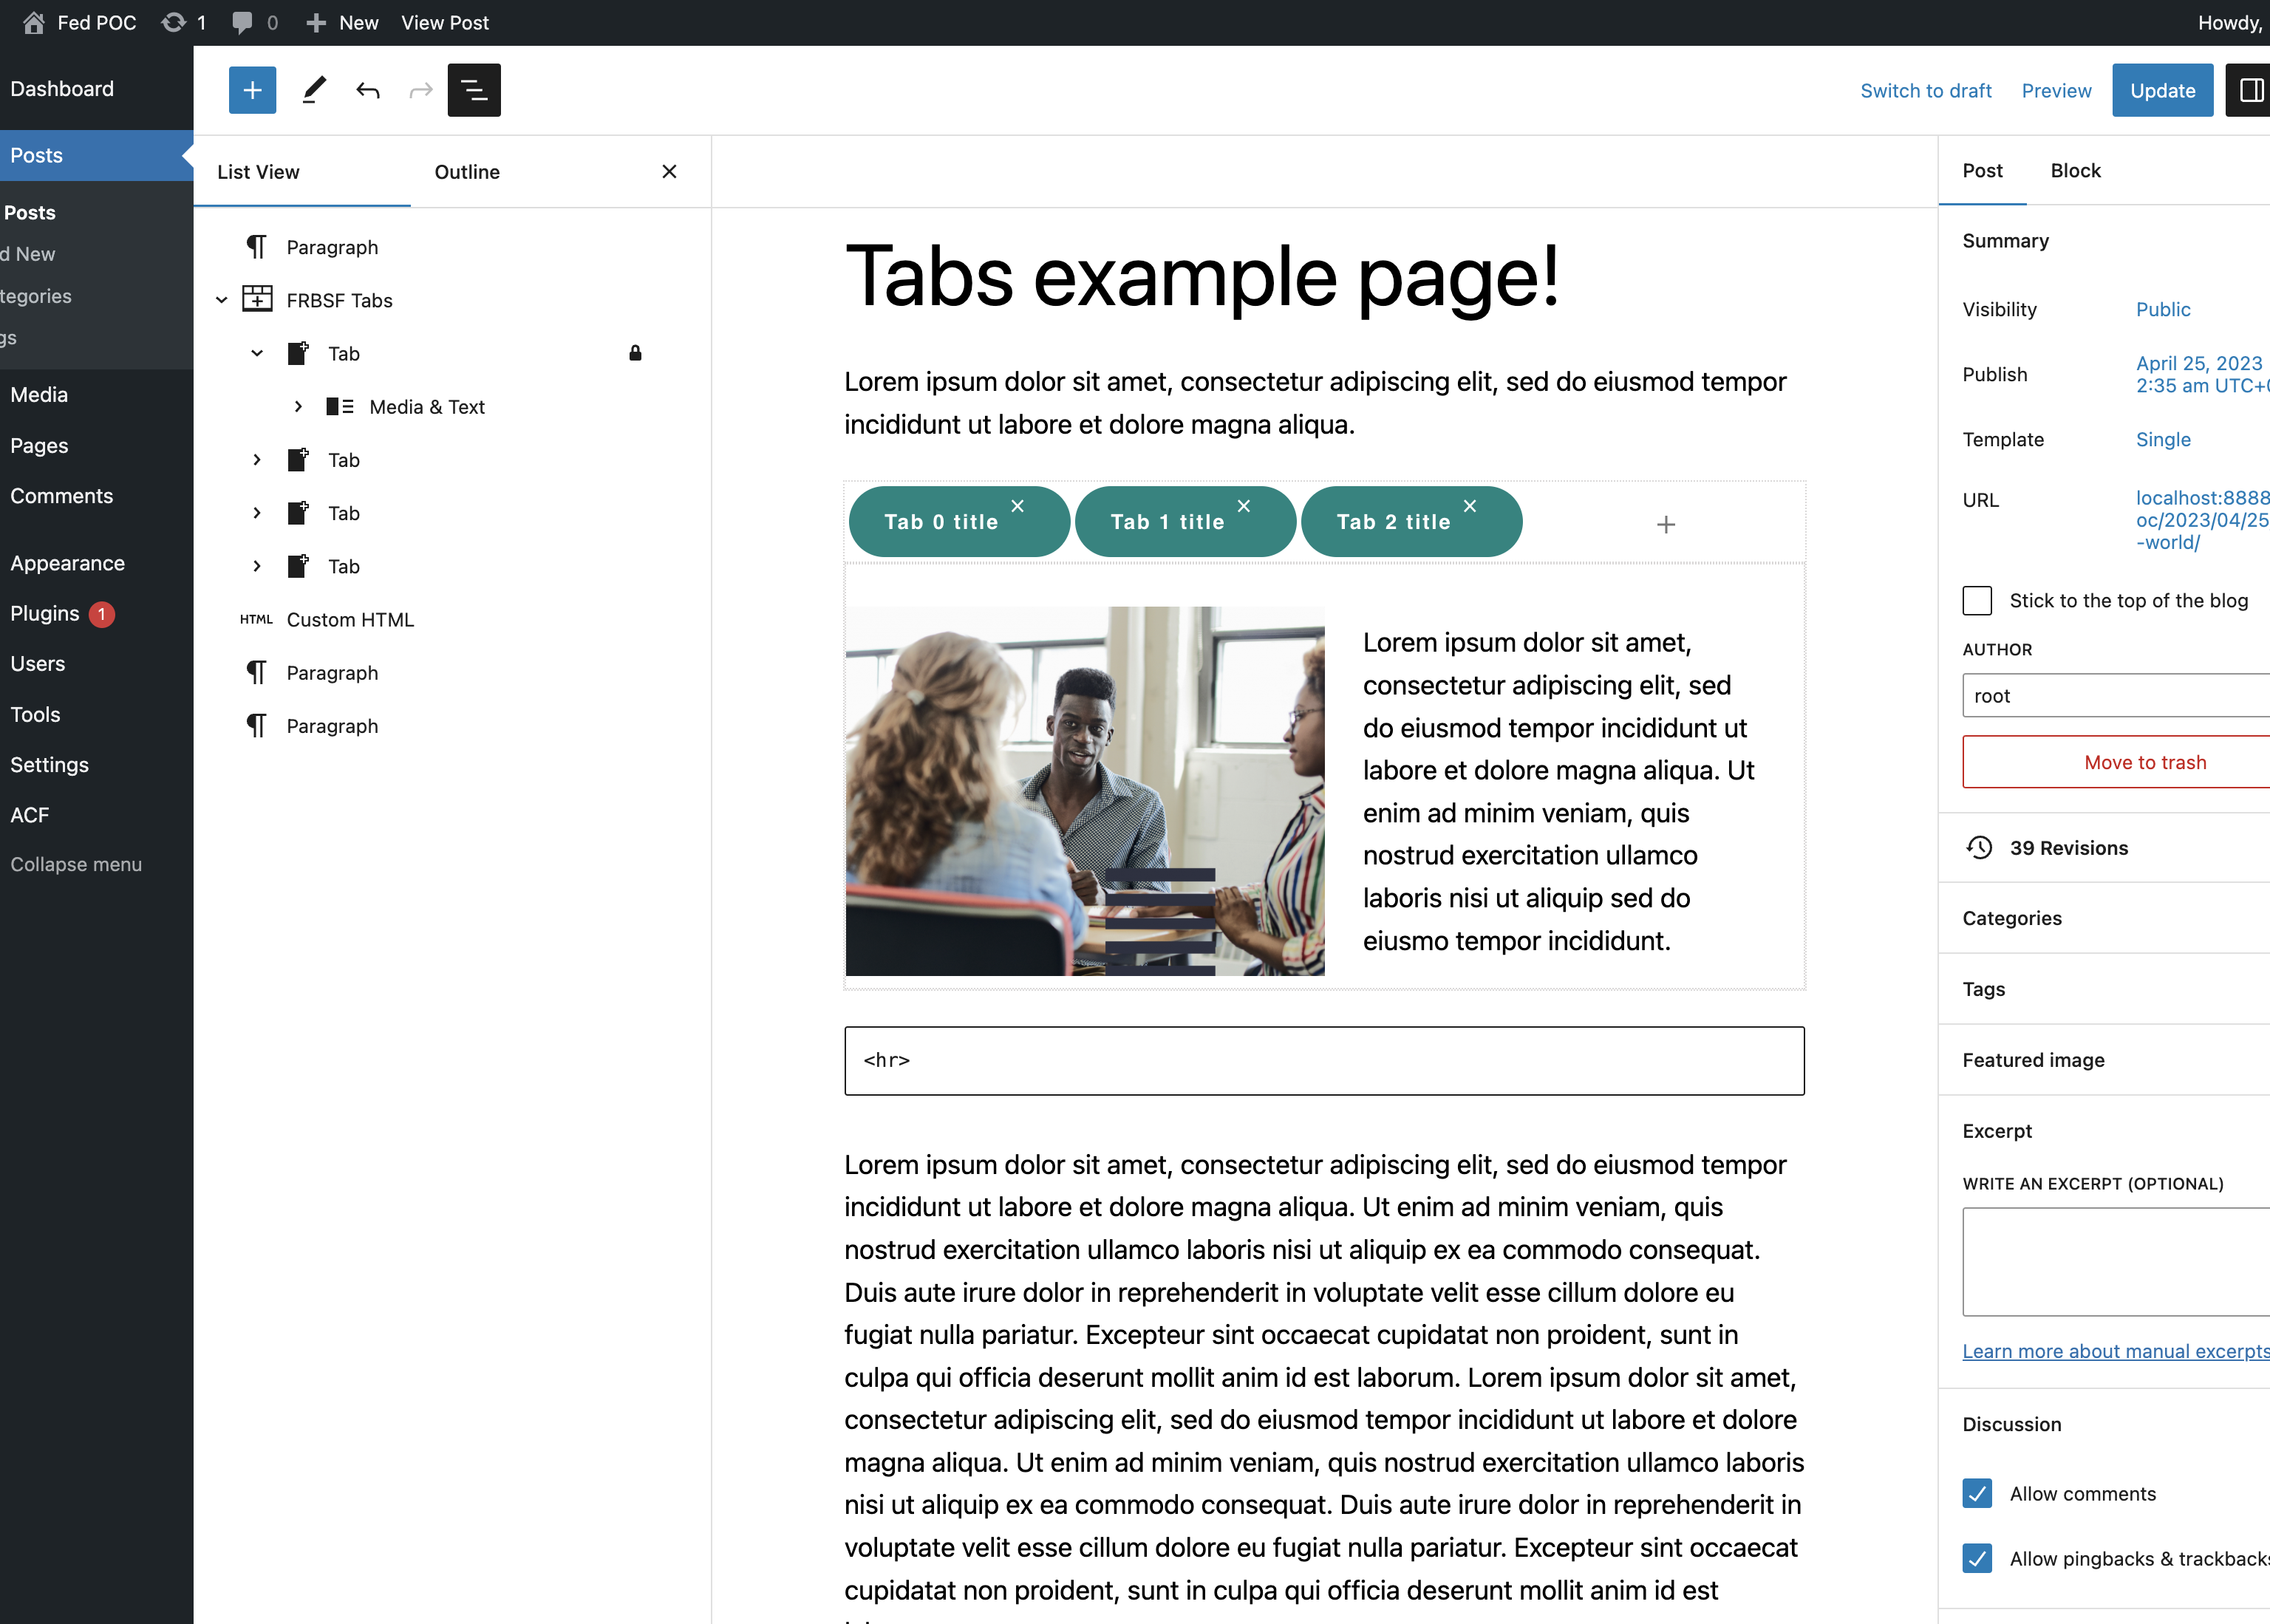 Fed POC 1 0 New View Post Howdy,
Dashboard
Posts
Posts
d New
tegories
gs
Media
Pages
Comments
Appearance
Plugins 1
Users
Tools
Settings
ACF
Collapse menu
Switch to draft Preview Update
List View Outline
Paragraph
FRBSF Tabs
Tab
Media & Text
Tab
Tab
Tab
HTML Custom HTML
Paragraph
Paragraph
Tabs example page!
Lorem ipsum dolor sit amet, consectetur adipiscing elit, sed do eiusmod tempor
incididunt ut labore et dolore magna aliqua.
Tab 0 title Tab 1 title Tab 2 title
Lorem ipsum dolor sit amet,
consectetur adipiscing elit, sed
do eiusmod tempor incididunt ut
labore et dolore magna aliqua. Ut
enim ad minim veniam, quis
nostrud exercitation ullamco
laboris nisi ut aliquip sed do
eiusmo tempor incididunt.
<hr>
Lorem ipsum dolor sit amet, consectetur adipiscing elit, sed do eiusmod tempor
incididunt ut labore et dolore magna aliqua. Ut enim ad minim veniam, quis
nostrud exercitation ullamco laboris nisi ut aliquip ex ea commodo consequat.
Duis aute irure dolor in reprehenderit in voluptate velit esse cillum dolore eu
fugiat nulla pariatur. Excepteur sint occaecat cupidatat non proident, sunt in
culpa qui officia deserunt mollit anim id est laborum. Lorem ipsum dolor sit amet,
consectetur adipiscing elit, sed do eiusmod tempor incididunt ut labore et dolore
magna aliqua. Ut enim ad minim veniam, quis nostrud exercitation ullamco laboris
nisi ut aliquip ex ea commodo consequat. Duis aute irure dolor in reprehenderit in
voluptate velit esse cillum dolore eu fugiat nulla pariatur. Excepteur sint occaecat
cupidatat non proident, sunt in culpa qui officia deserunt mollit anim id est
Post Block
Summary
Visibility Public
Publish April 25, 2023
2:35 am UTC+
Template Single
URL localhost:8888
oc/2023/04/25
-world/
Stick to the top of the blog
AUTHOR
root
Move to trash
39 Revisions
Categories
Tags
Featured image
Excerpt
WRITE AN EXCERPT (OPTIONAL)
Learn more about manual excerpts
Discussion
Allow comments
Allow pingbacks & trackbacks